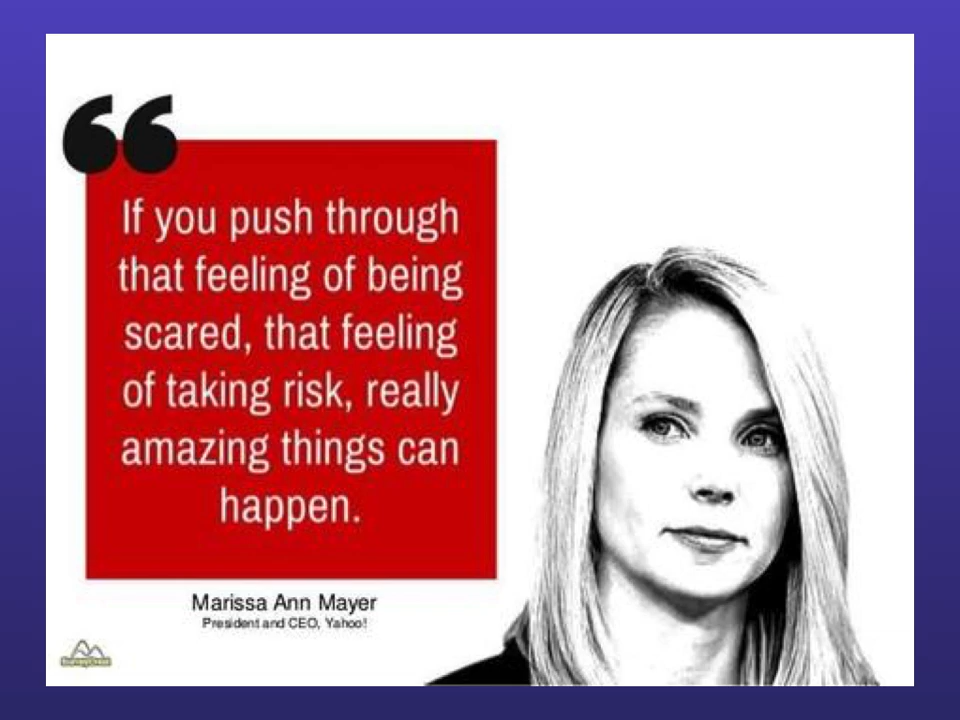 If you push through
that feeling of being
scared, that feeling
of taking risk, really
amazing things can
happen.
Marissa Ann Mayer
President and CEO, Yahoo!